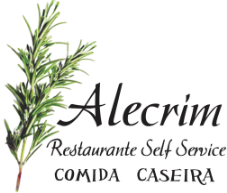 Alecrim
Restaurante Self Service
COMIDA CASEIRA